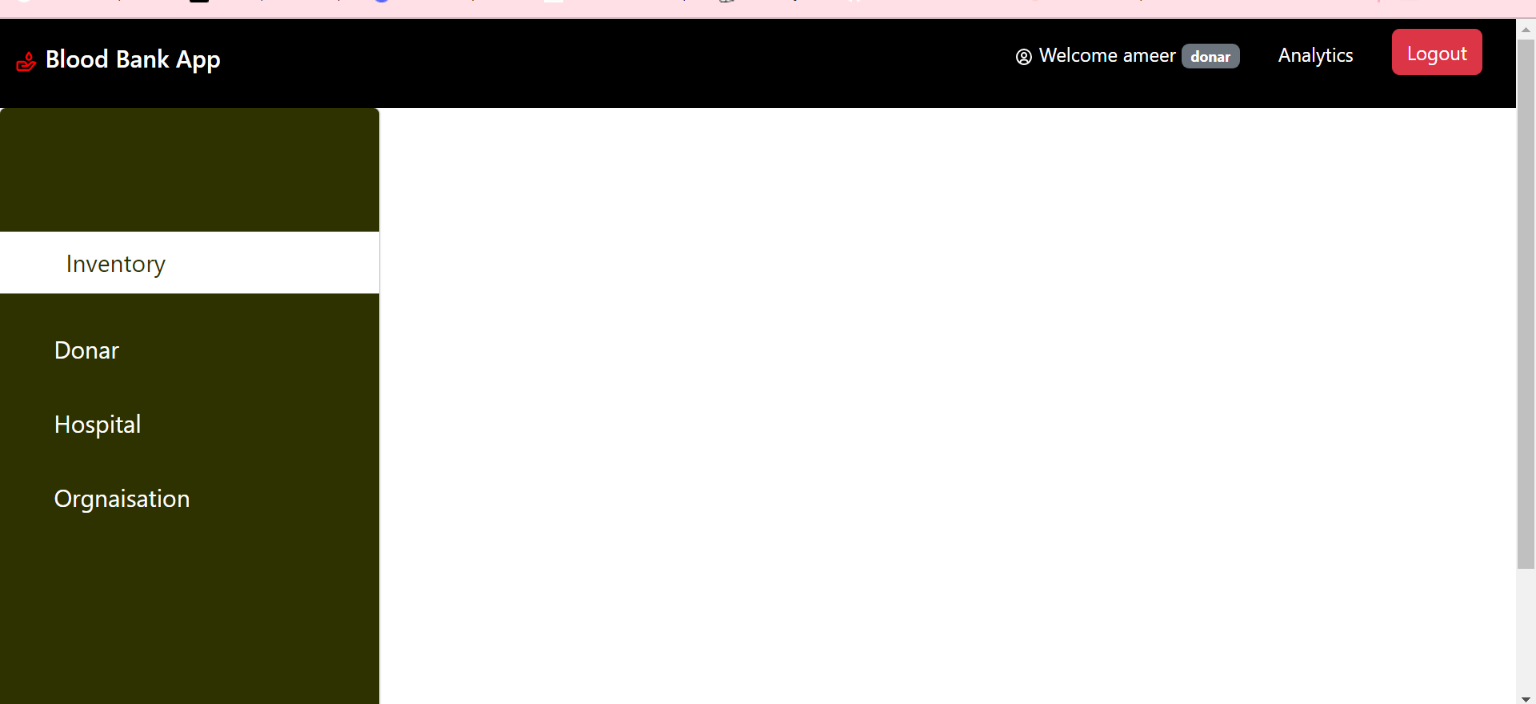 Blood Bank App
Welcome ameer donar
Analytics
Logout
Inventory
Donar
Hospital
Orgnaisation